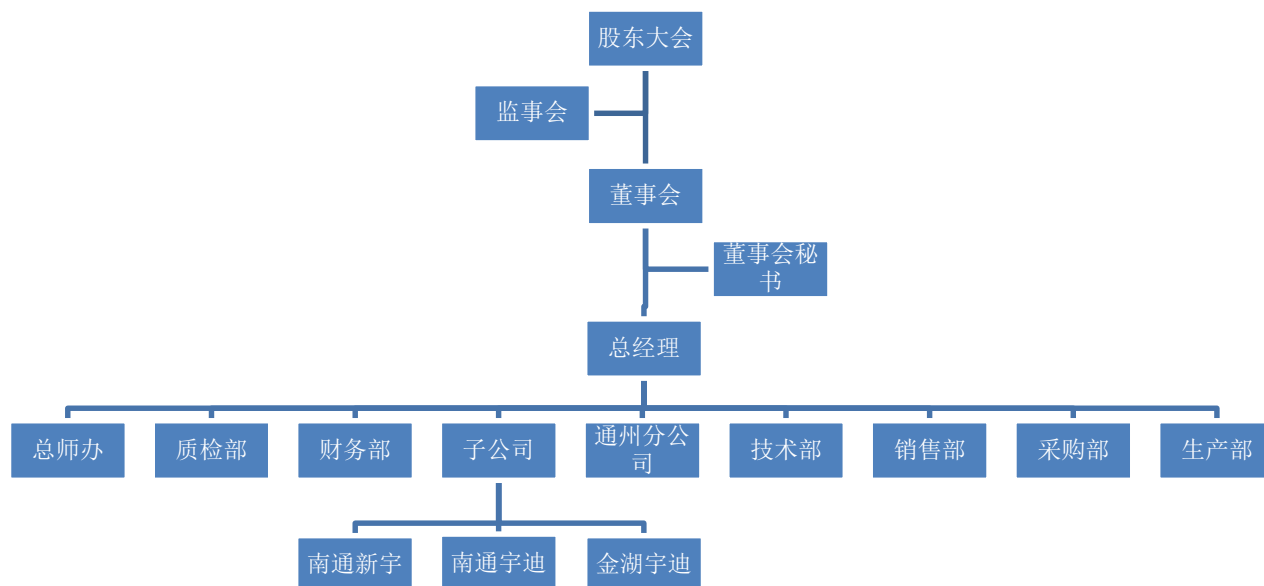 股东大会
监事会
董事会
董事会秘
书
总经理
总师办
质检部
财务部
子公司
通州分公
司
技术部
销售部
采购部
生产部
南通新宇
南通宇迪
金湖宇迪